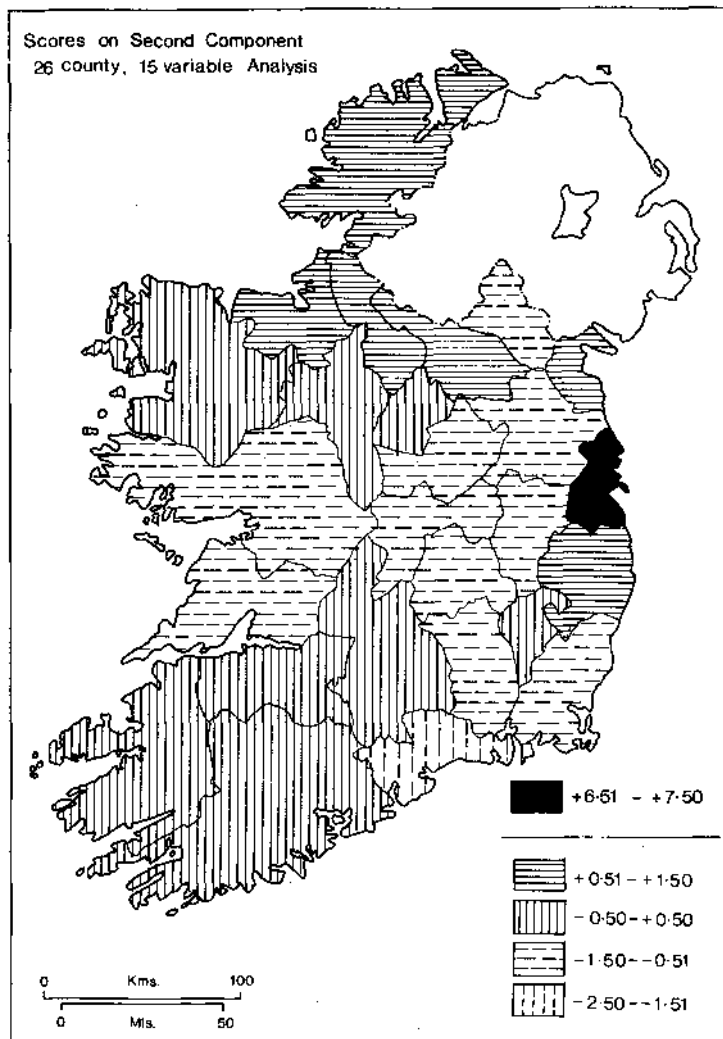 Scores on Second Component
26 county, 15 variable Analysis
+6·51 – +7·50
+0·51 – +1·50
-0·50 – +0·50
-1·50 – -0·51
-2·50 – -1·51
0 Kms. 100
0 Mls. 50